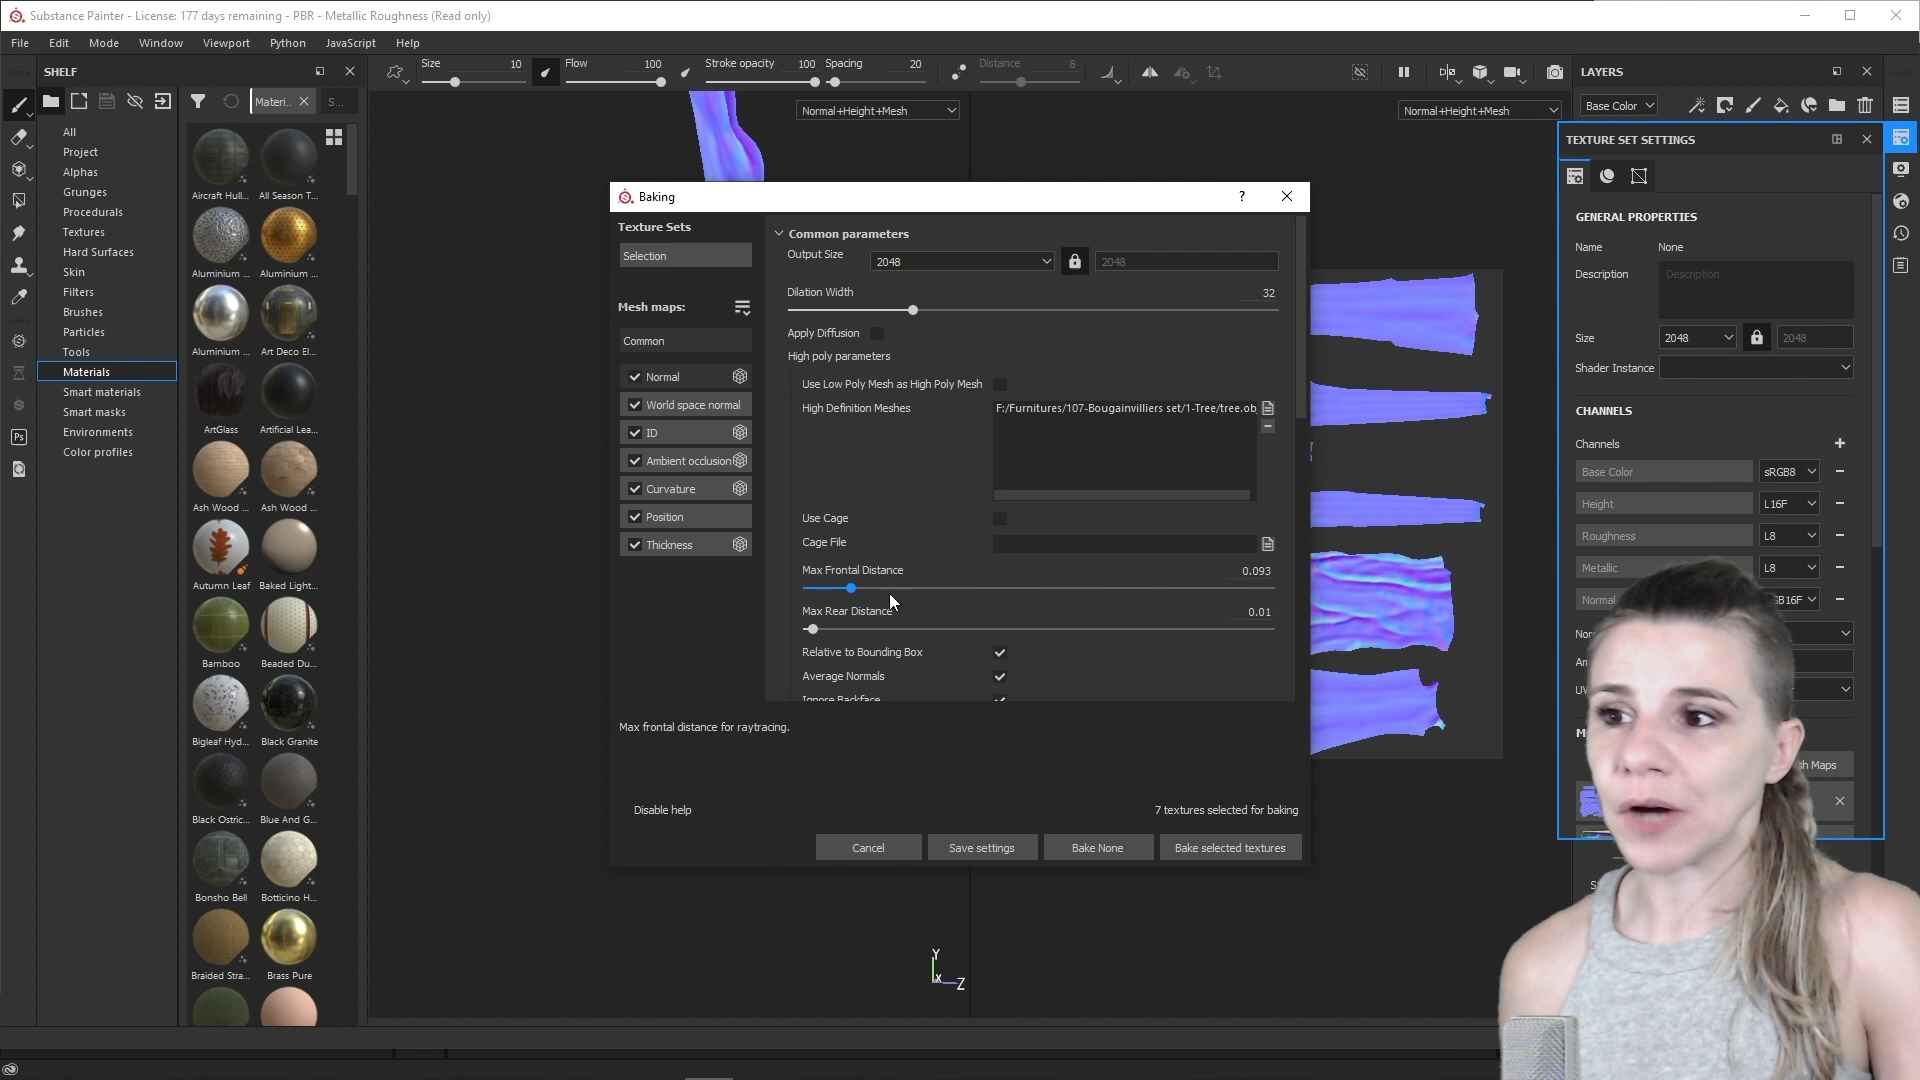 Substance Painter - License: 177 days remaining - PBR - Metallic Roughness (Read only)
File Edit Mode Window Viewport Python JavaScript Help
SHELF
Size 10 Flow 100 Stroke opacity 100 Spacing 20 Distance 8
LAYERS
Materi... S...
Normal+Height+Mesh
Normal+Height+Mesh
Base Color
All
Project
Alphas
Grunges
Procedurals
Textures
Hard Surfaces
Skin
Filters
Brushes
Particles
Tools
Materials
Smart materials
Smart masks
Environments
Color profiles
Ps
Aircraft Hull... All Season T...
Aluminium ... Aluminium ...
Aluminium ... Art Deco El...
ArtGlass Artificial Lea...
Ash Wood ... Ash Wood ...
Autumn Leaf Baked Light...
Bamboo Beaded Du...
Bigleaf Hyd... Black Granite
Black Ostric... Blue And G...
Bonsho Bell Botticino H...
Braided Stra... Brass Pure
Baking
?
Texture Sets
Selection
Mesh maps:
Common
Normal
World space normal
ID
Ambient occlusion
Curvature
Position
Thickness
Common parameters
Output Size 2048 2048
Dilation Width 32
Apply Diffusion
High poly parameters
Use Low Poly Mesh as High Poly Mesh
High Definition Meshes F:/Furnitures/107-Bougainvilliers set/1-Tree/tree.ob
Use Cage
Cage File
Max Frontal Distance 0.093
Max Rear Distance 0.01
Relative to Bounding Box
Average Normals
Ignore Backface
Max frontal distance for raytracing.
Disable help 7 textures selected for baking
Cancel Save settings Bake None Bake selected textures
Y
X
Z
TEXTURE SET SETTINGS
GENERAL PROPERTIES
Name None
Description Description
Size 2048 2048
Shader Instance
CHANNELS
Channels
Base Color sRGB8
Height L16F
Roughness L8
Metallic L8
Normal GB16F
Nor
Am
UV
M
sh Maps
S